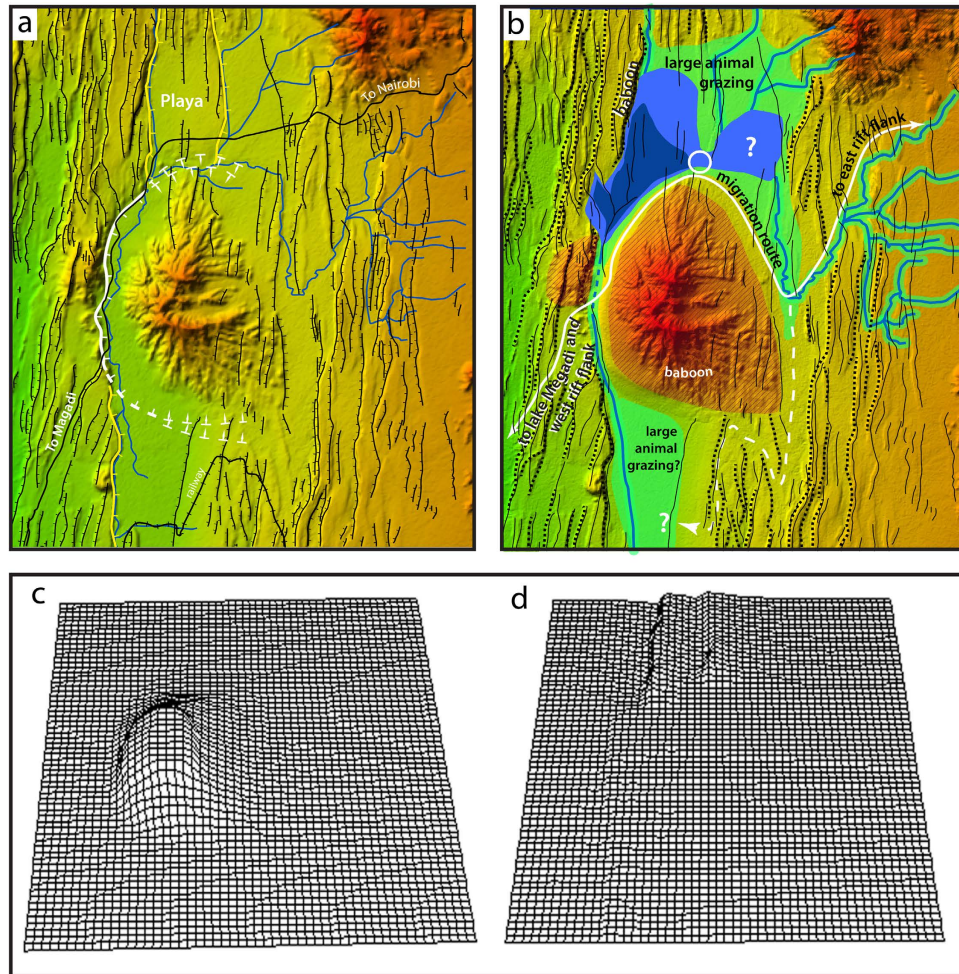 a
Playa
To Nairobi
To Magadi
railway
b
baboon
large animal
grazing
?
migration route
to east rift flank
baboon
to lake Megadi and
west rift flank
large
animal
grazing?
?
c
d